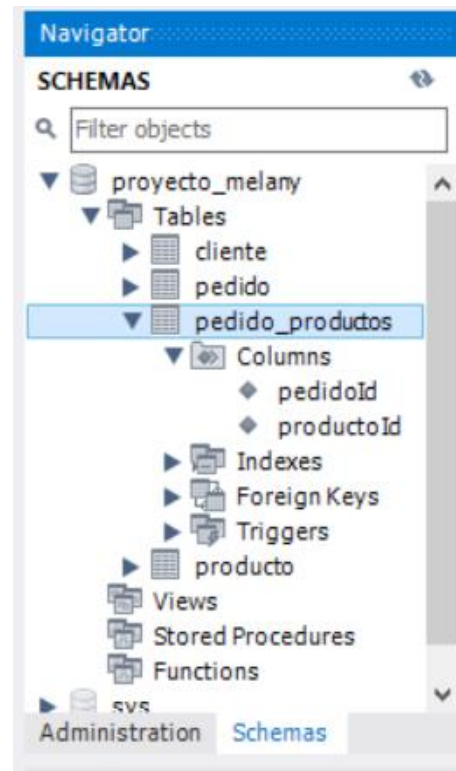 Navigator
SCHEMAS
Filter objects
proyecto_melany
Tables
cliente
pedido
pedido_productos
Columns
pedidoId
productoId
Indexes
Foreign Keys
Triggers
producto
Views
Stored Procedures
Functions
sys
Administration Schemas